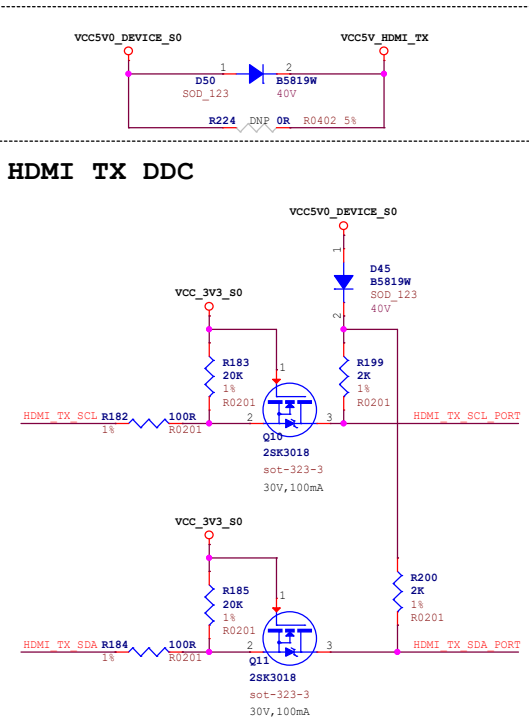 VCC5V0_DEVICE_S0 VCC5V_HDMI_TX
1 2
D50 B5819W
SOD_123 40V
R224 DNP 0R R0402 5%
HDMI TX DDC
VCC5V0_DEVICE_S0
1
D45
B5819W
SOD_123
40V
2
VCC_3V3_S0
R183
20K
1%
R0201
1
R199
2K
1%
R0201
HDMI_TX_SCL R182 100R 2 3 HDMI_TX_SCL_PORT
1% R0201
Q10
2SK3018
sot-323-3
30V,100mA
VCC_3V3_S0
R185
20K
1%
R0201
1
R200
2K
1%
R0201
HDMI_TX_SDA R184 100R 2 3 HDMI_TX_SDA_PORT
1% R0201
Q11
2SK3018
sot-323-3
30V,100mA